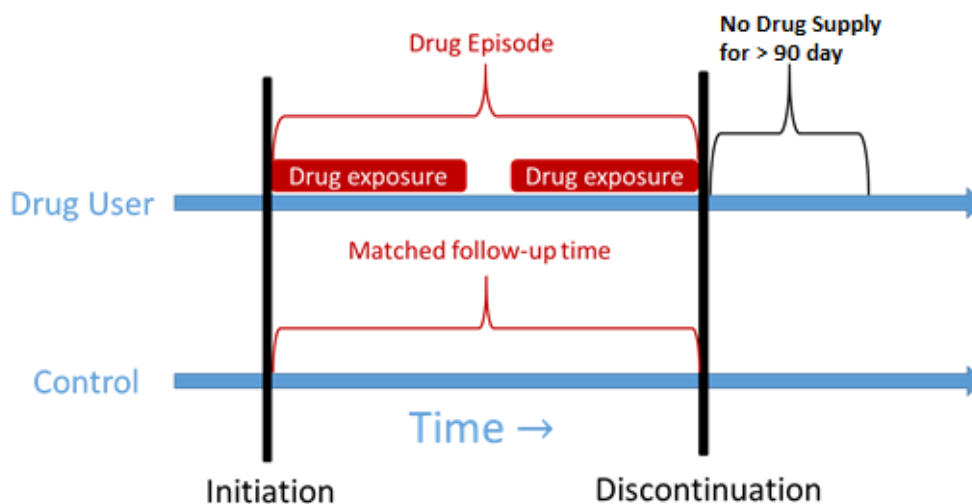 No Drug Supply
for > 90 day
Drug Episode
Drug exposure
Drug exposure
Drug User
Matched follow-up time
Control
Time →
Initiation
Discontinuation